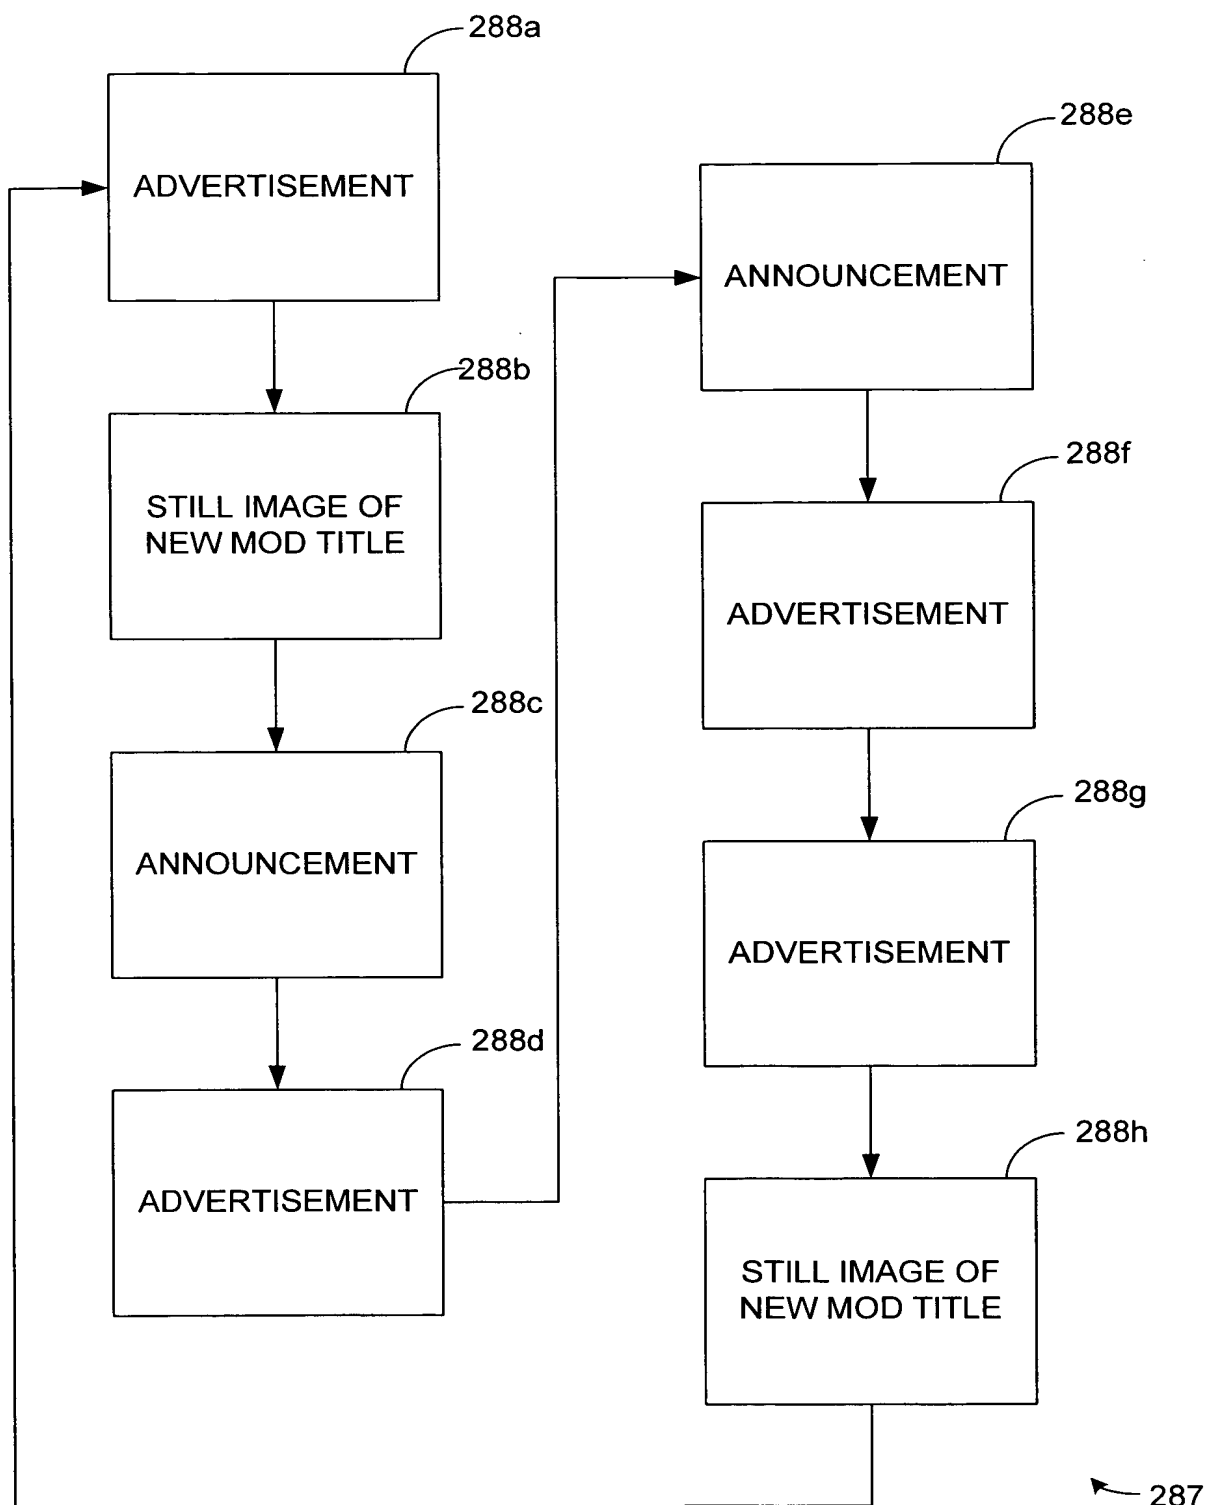 288a
ADVERTISEMENT
288b
STILL IMAGE OF
NEW MOD TITLE
288c
ANNOUNCEMENT
288d
ADVERTISEMENT
288e
ANNOUNCEMENT
288f
ADVERTISEMENT
288g
ADVERTISEMENT
288h
STILL IMAGE OF
NEW MOD TITLE
287